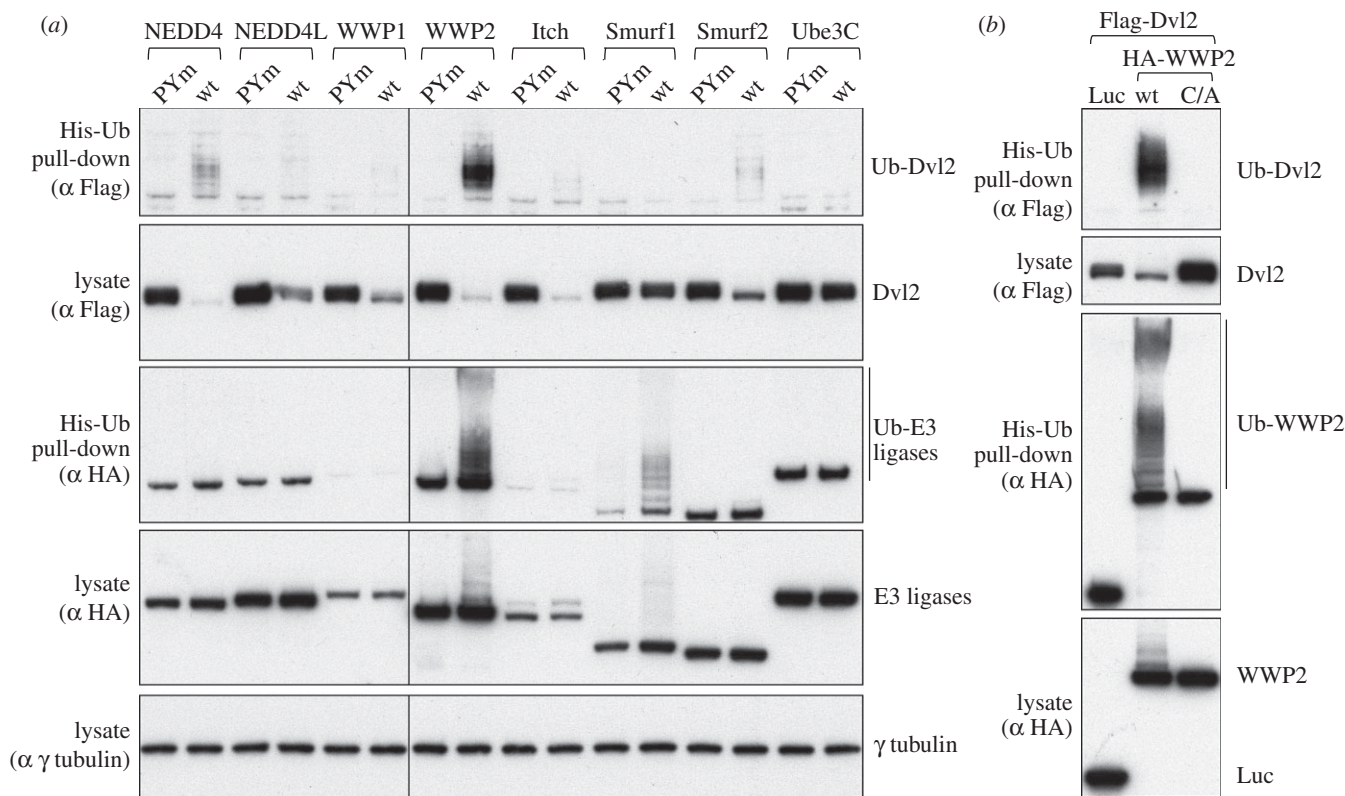 (a)
NEDD4 NEDD4L WWP1 WWP2 Itch Smurf1 Smurf2 Ube3C
PYm wt PYm wt PYm wt PYm wt PYm wt PYm wt PYm wt PYm wt
His-Ub
pull-down
(α Flag)
Ub-Dvl2
lysate
(α Flag)
Dvl2
His-Ub
pull-down
(α HA)
Ub-E3
ligases
lysate
(α HA)
E3 ligases
lysate
(α γ tubulin)
γ tubulin
(b)
Flag-Dvl2
HA-WWP2
Luc wt C/A
His-Ub
pull-down
(α Flag)
Ub-Dvl2
lysate
(α Flag)
Dvl2
His-Ub
pull-down
(α HA)
Ub-WWP2
lysate
(α HA)
WWP2
Luc